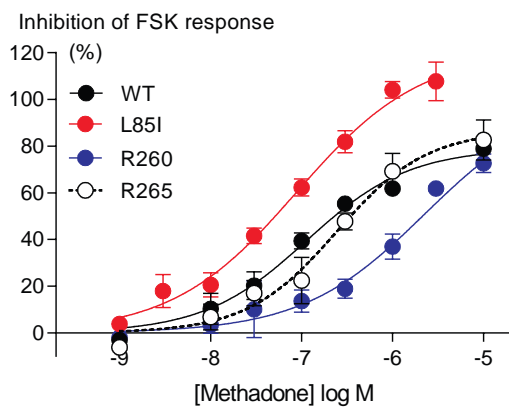 Inhibition of FSK response
(%)
120
100
80
60
40
20
0
WT
L85I
R260
R265
-9
-8
-7
-6
-5
[Methadone] log M